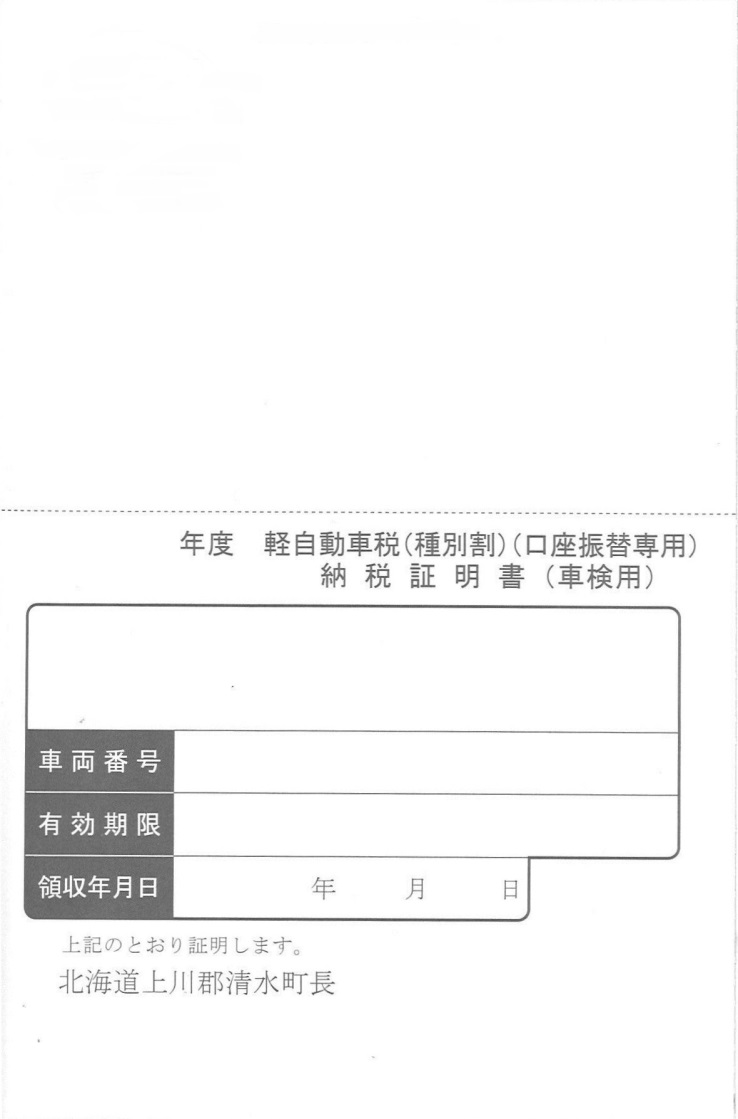 年度　軽自動車税(種別割)(口座振替専用)
納税証明書(車検用)
車両番号
有効期限
領収年月日　年　月　日
上記のとおり証明します。
北海道上川郡清水町長